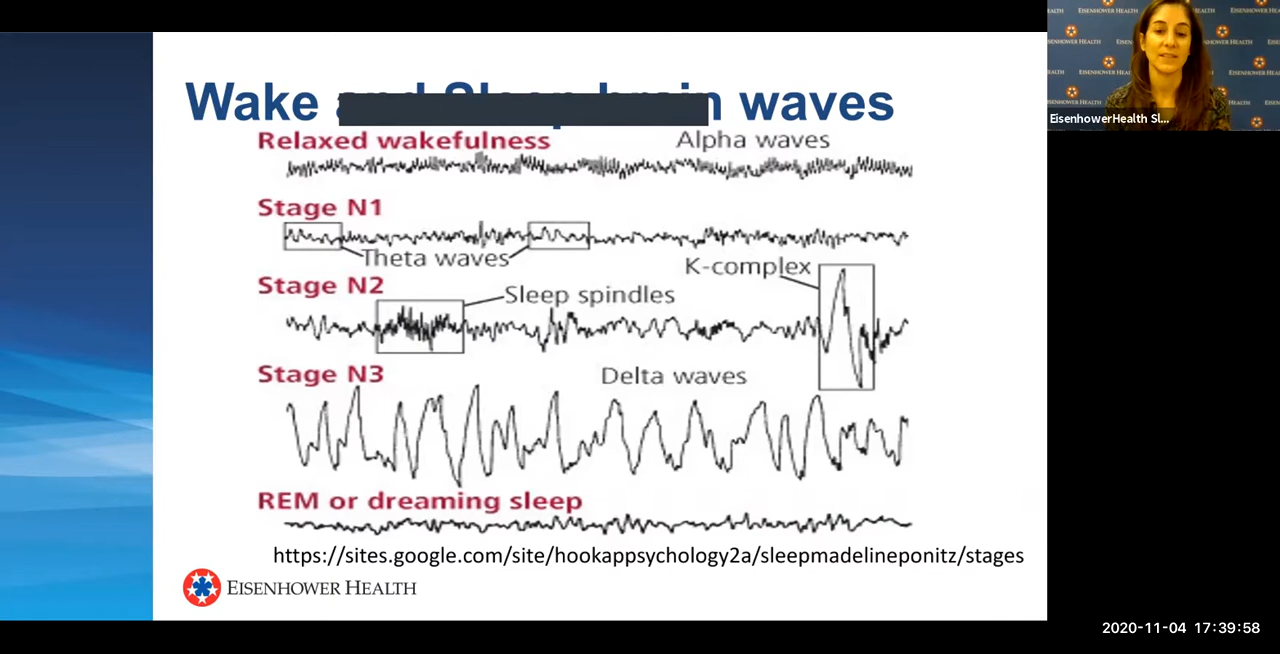 Wake waves
Relaxed wakefulness Alpha waves
Stage N1
Theta waves
K-complex
Stage N2
Sleep spindles
Stage N3 Delta waves
REM or dreaming sleep
https://sites.google.com/site/hookappsychology2a/sleepmadelineponitz/stages
EISENHOWER HEALTH
EISENHOWER HEALTH
EisenhowerHealth Sl...
2020-11-04 17:39:58